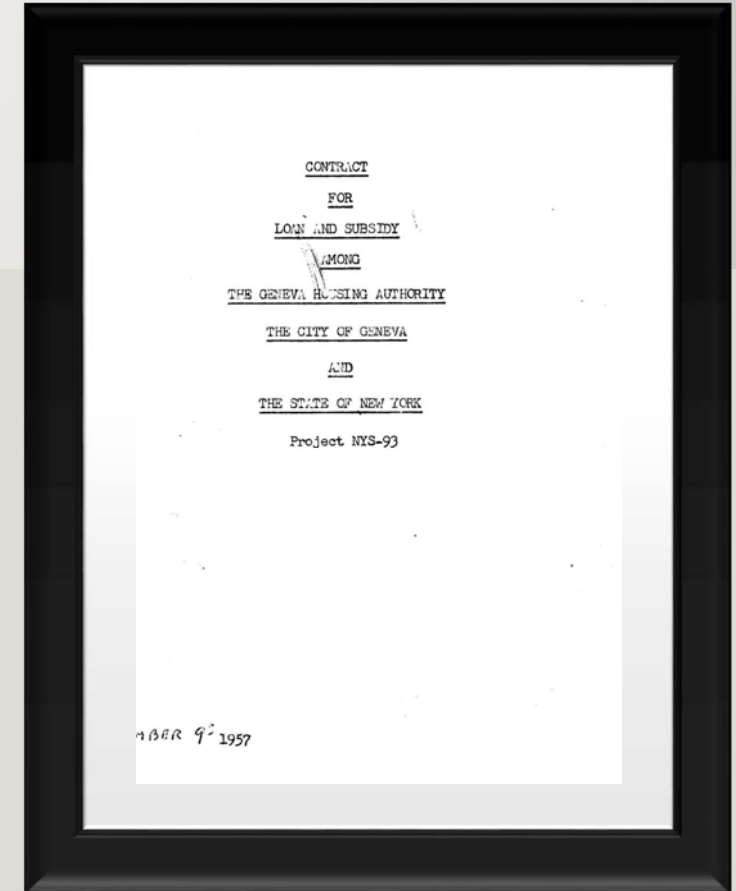 CONTRACT
FOR
LOAN AND SUBSIDY
AMONG
THE GENEVA HOUSING AUTHORITY
THE CITY OF GENEVA
AND
THE STATE OF NEW YORK
Project NYS-93
MBER 9 1957